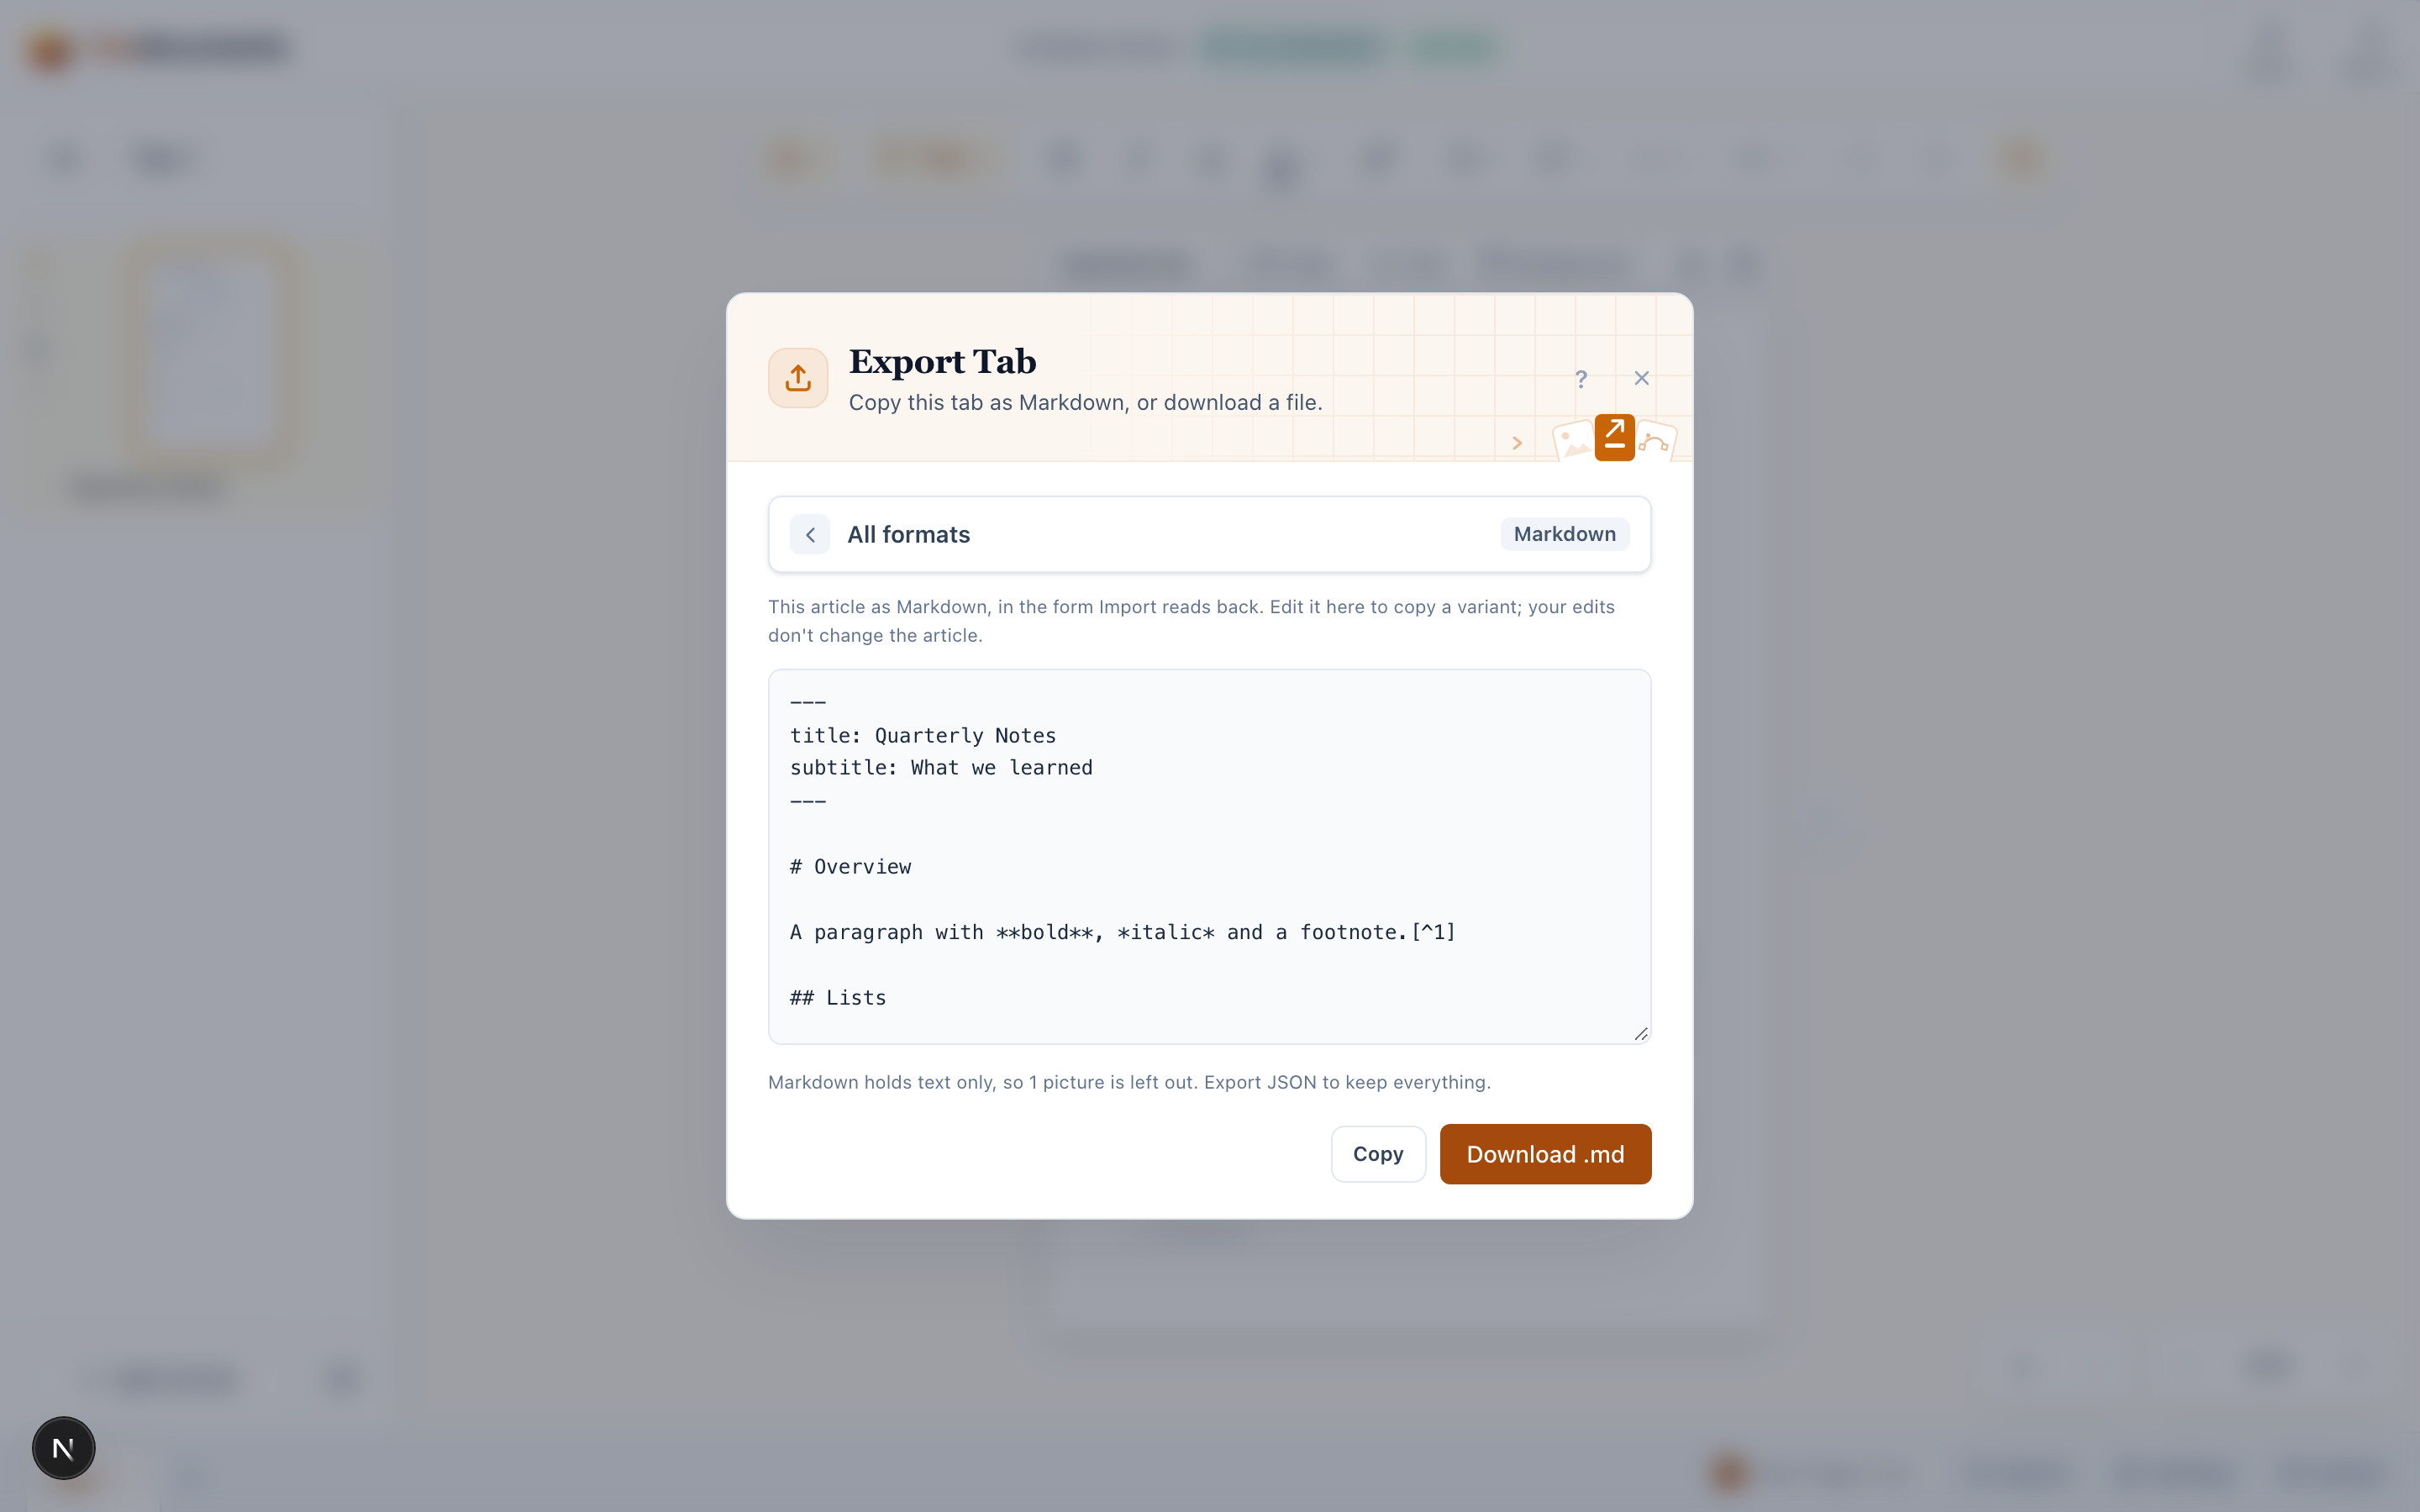 Export Tab
Copy this tab as Markdown, or download a file.
?
All formats
Markdown
This article as Markdown, in the form Import reads back. Edit it here to copy a variant; your edits
don't change the article.
---
title: Quarterly Notes
subtitle: What we learned
---
# Overview
A paragraph with **bold**, *italic* and a footnote.[^1]
## Lists
Markdown holds text only, so 1 picture is left out. Export JSON to keep everything.
Copy
Download .md
N